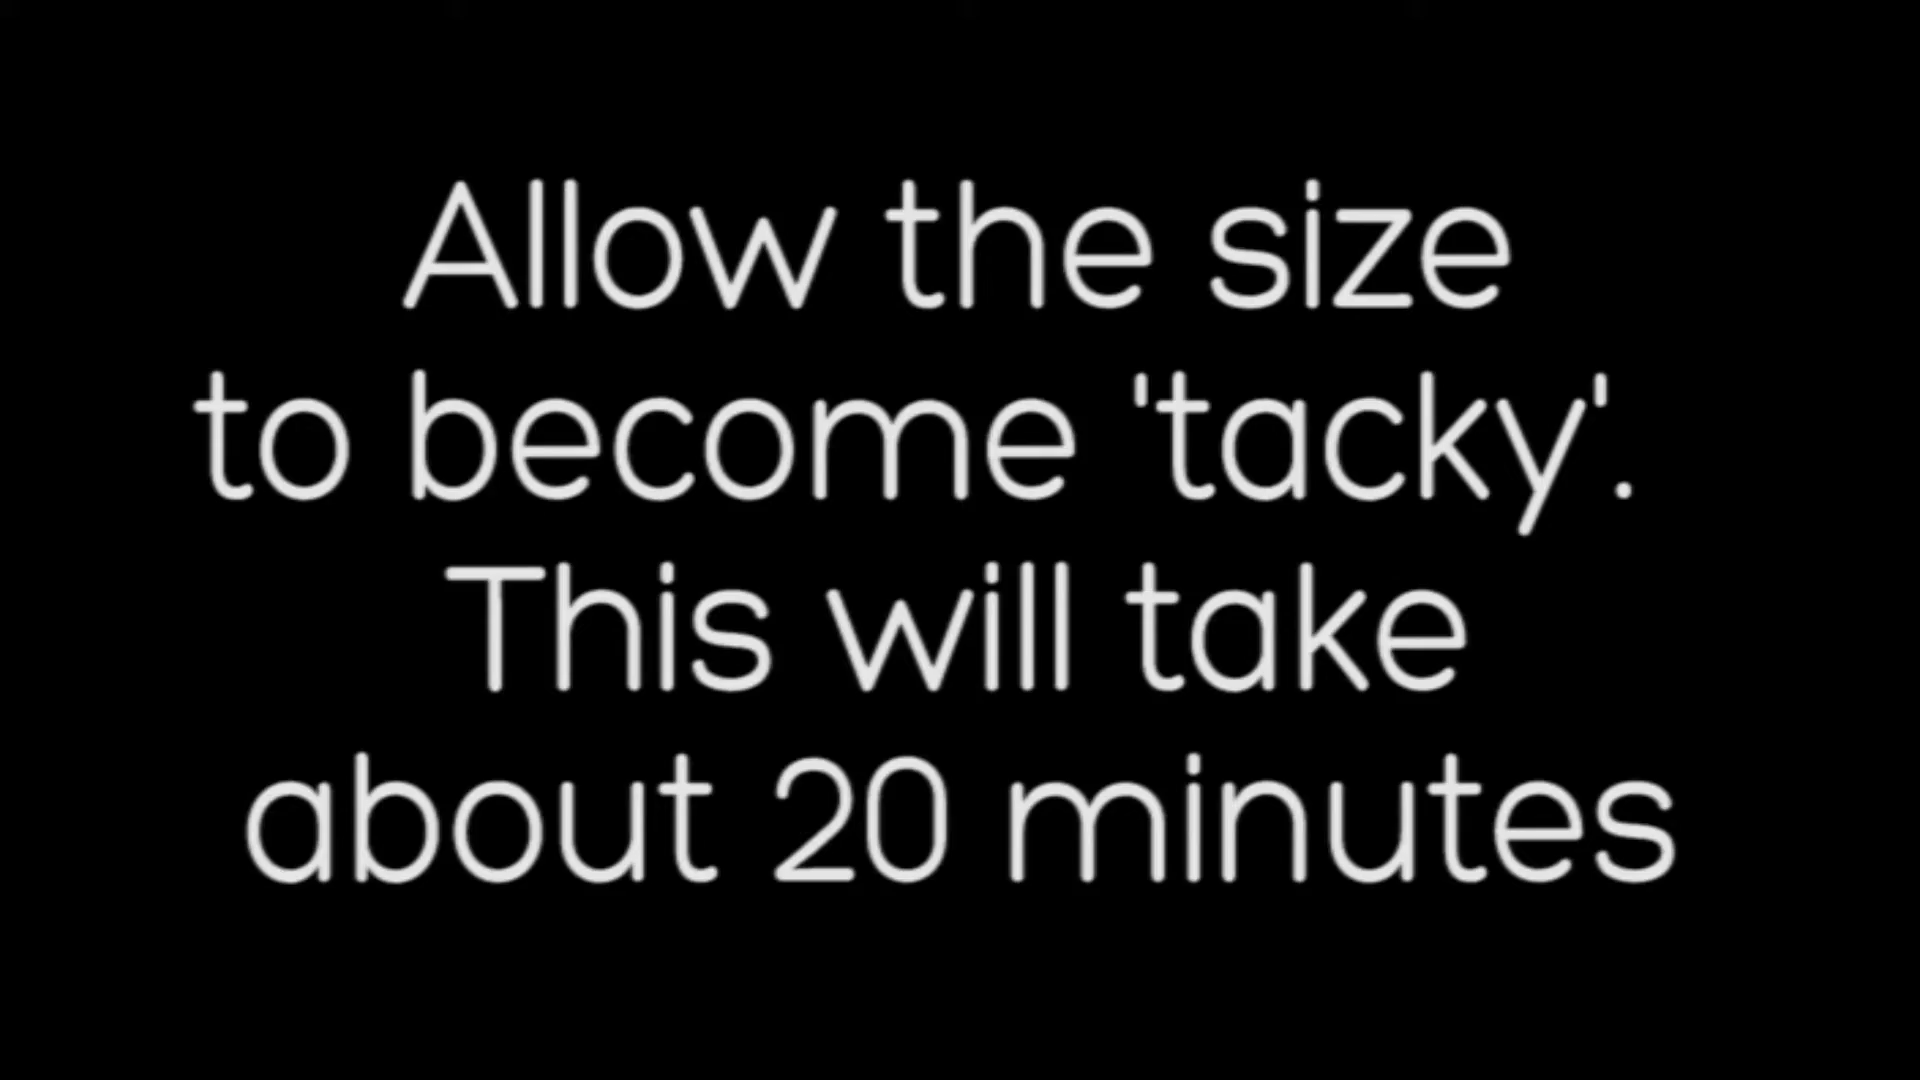 Allow the size
to become 'tacky'.
This will take
about 20 minutes